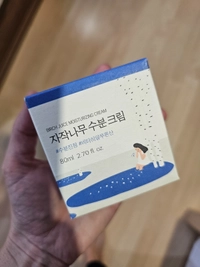 BIRCH JUICE MOISTURIZING CREAM
자작나무 수분 크림
80ml 2.70 fl. oz